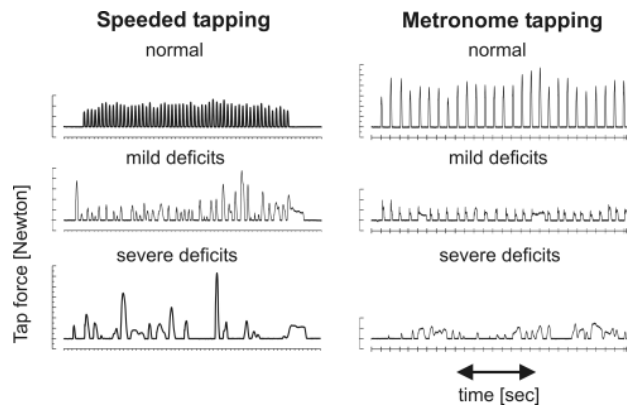 Speeded tapping
normal
mild deficits
severe deficits
Tap force [Newton]
Metronome tapping
normal
mild deficits
severe deficits
time [sec]